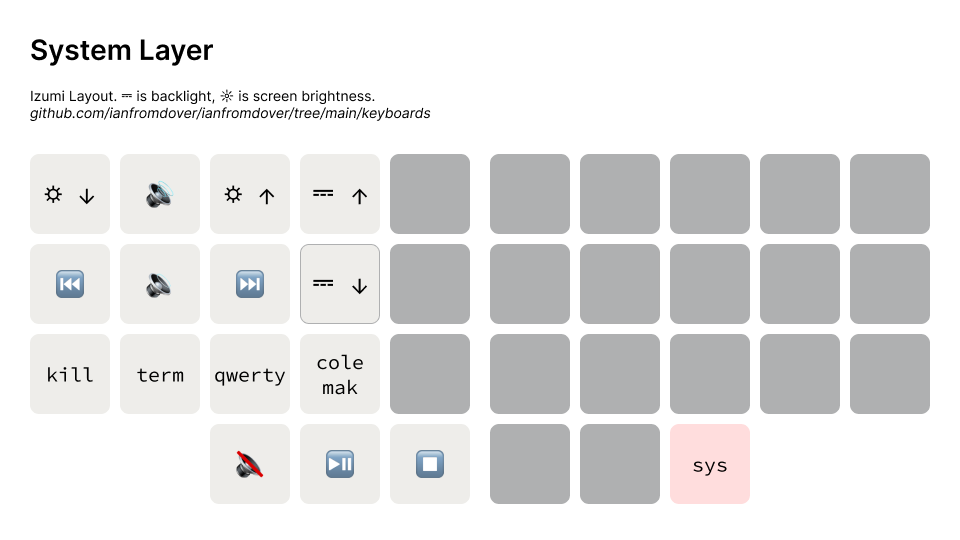 System Layer
Izumi Layout. ⎓ is backlight, ☼ is screen brightness.
github.com/ianfromdover/ianfromdover/tree/main/keyboards
☼ ↓ 🔊 ☼ ↑ ⎓ ↑
⏮ 🔉 ⏭ ⎓ ↓
kill term qwerty cole
mak
🔇 ⏯ ⏹ sys